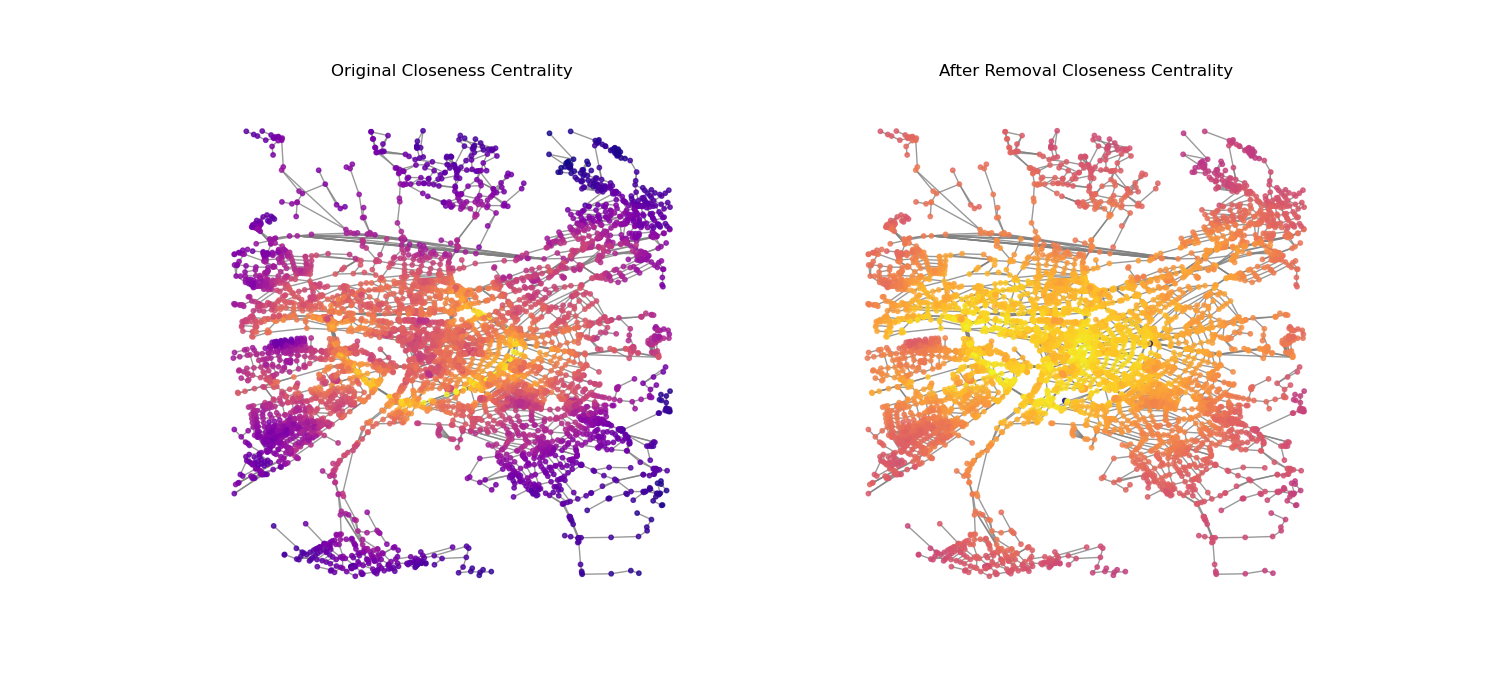 Original Closeness Centrality
After Removal Closeness Centrality